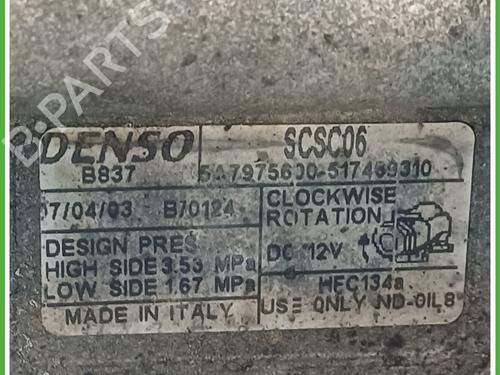 B-PARTS
DENSO
SCSC06
B837
5A7975600-517469310
07/04/03 B70124
CLOCKWISE
ROTATION
DESIGN PRES
DC 12V
HIGH SIDE 3.53 MPa
LOW SIDE 1.67 MPa
HFC134a
MADE IN ITALY
USE ONLY ND-OIL8